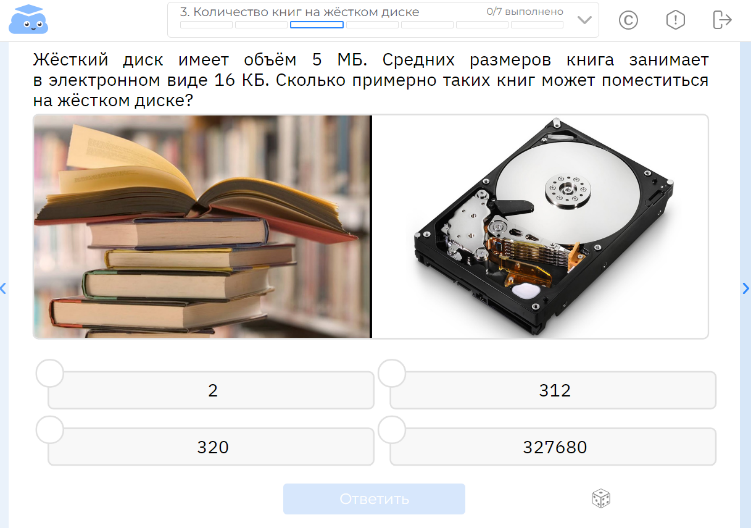 3. Количество книг на жёстком диске
0/7 выполнено
Жёсткий диск имеет объём 5 МБ. Средних размеров книга занимает
в электронном виде 16 КБ. Сколько примерно таких книг может поместиться
на жёстком диске?
2
312
320
327680
Ответить